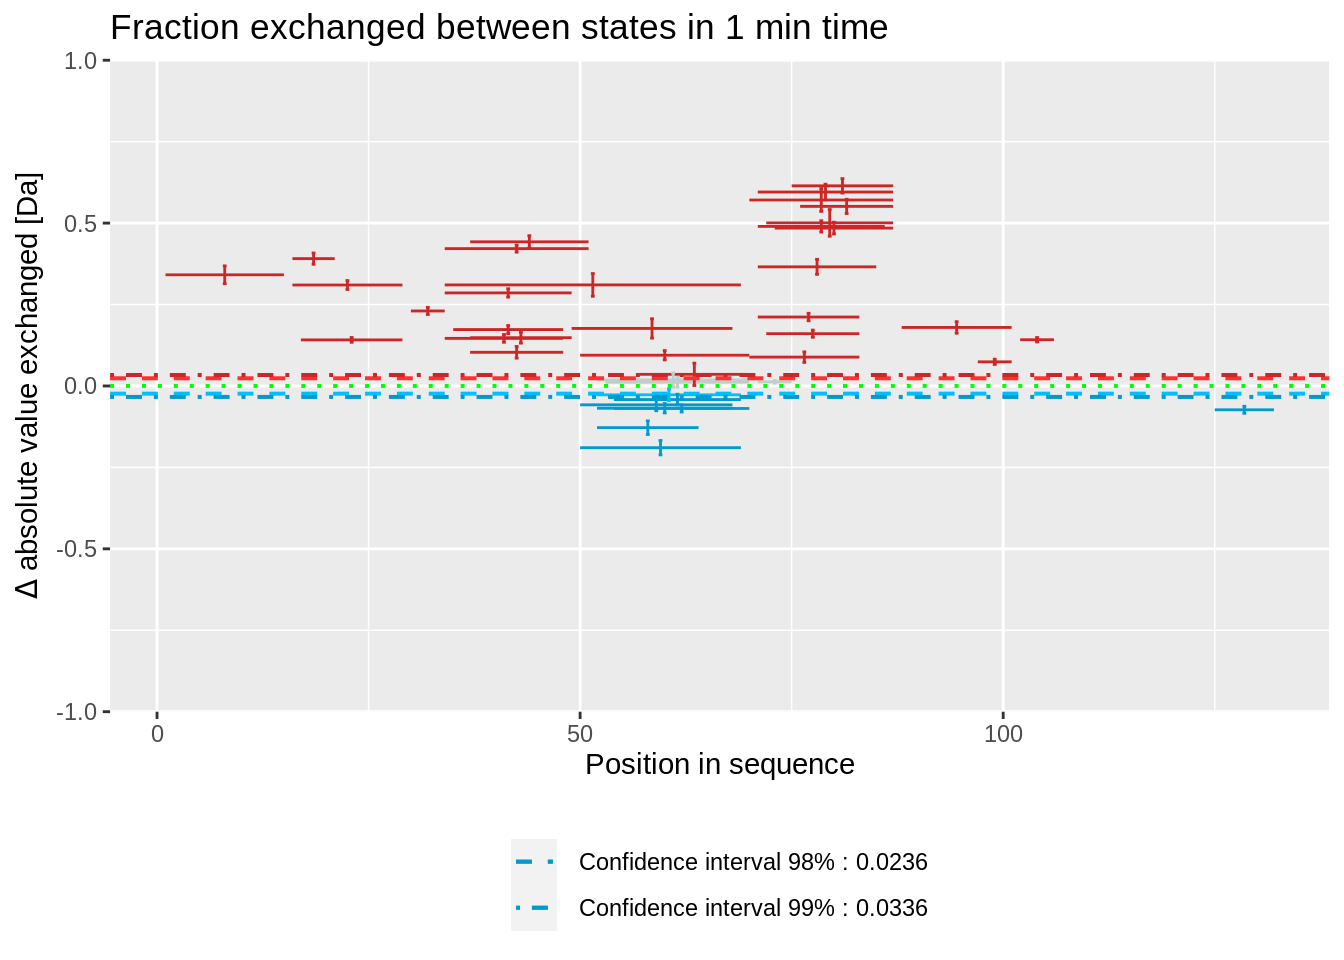 Fraction exchanged between states in 1 min time
Δ absolute value exchanged [Da]
1.0
0.5
0.0
-0.5
-1.0
0
50
100
Position in sequence
Confidence interval 98% : 0.0236
Confidence interval 99% : 0.0336